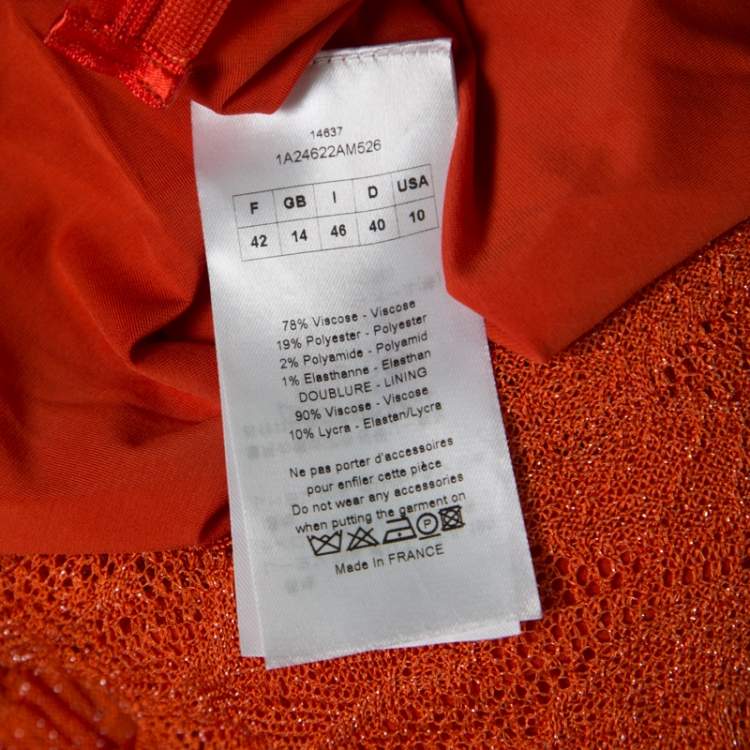 14637
1A24622AM526
F GB I D USA
42 14 46 40 10
78% Viscose - Viscose
19% Polyester - Polyester
2% Polyamide - Polyamid
1% Elasthanne - Elasthan
DOUBLURE - LINING
90% Viscose - Viscose
10% Lycra - Elastan/Lycra
Ne pas porter d'accessoires
pour enfiler cette pièce
Do not wear any accessories
when putting the garment on
P
Made In FRANCE